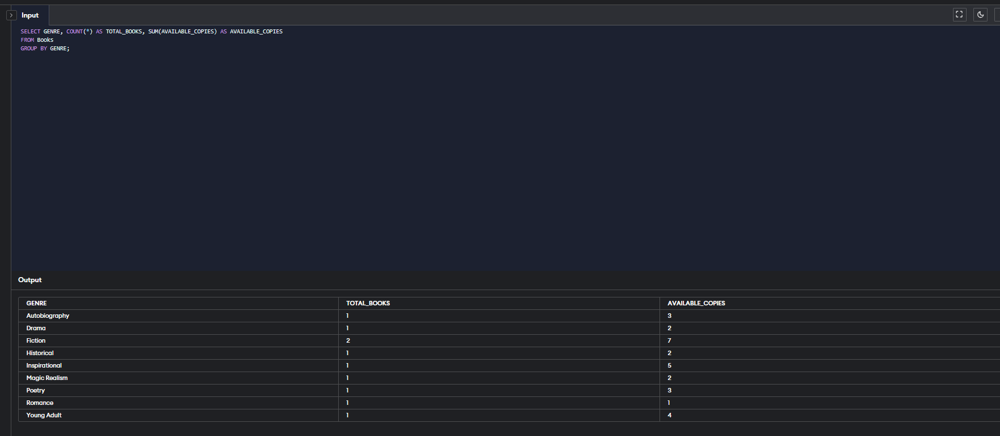 Input
SELECT GENRE, COUNT(*) AS TOTAL_BOOKS, SUM(AVAILABLE_COPIES) AS AVAILABLE_COPIES
FROM Books
GROUP BY GENRE;
Output
GENRE TOTAL_BOOKS AVAILABLE_COPIES
Autobiography 1 3
Drama 1 2
Fiction 2 7
Historical 1 2
Inspirational 1 5
Magic Realism 1 2
Poetry 1 3
Romance 1 1
Young Adult 1 4